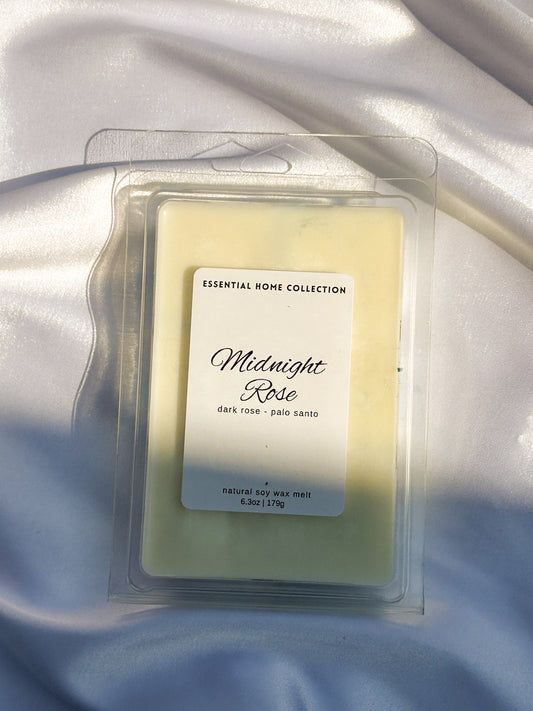 ESSENTIAL HOME COLLECTION
Midnight
Rose
dark rose - palo santo
natural soy wax melt
6.3oz | 179g